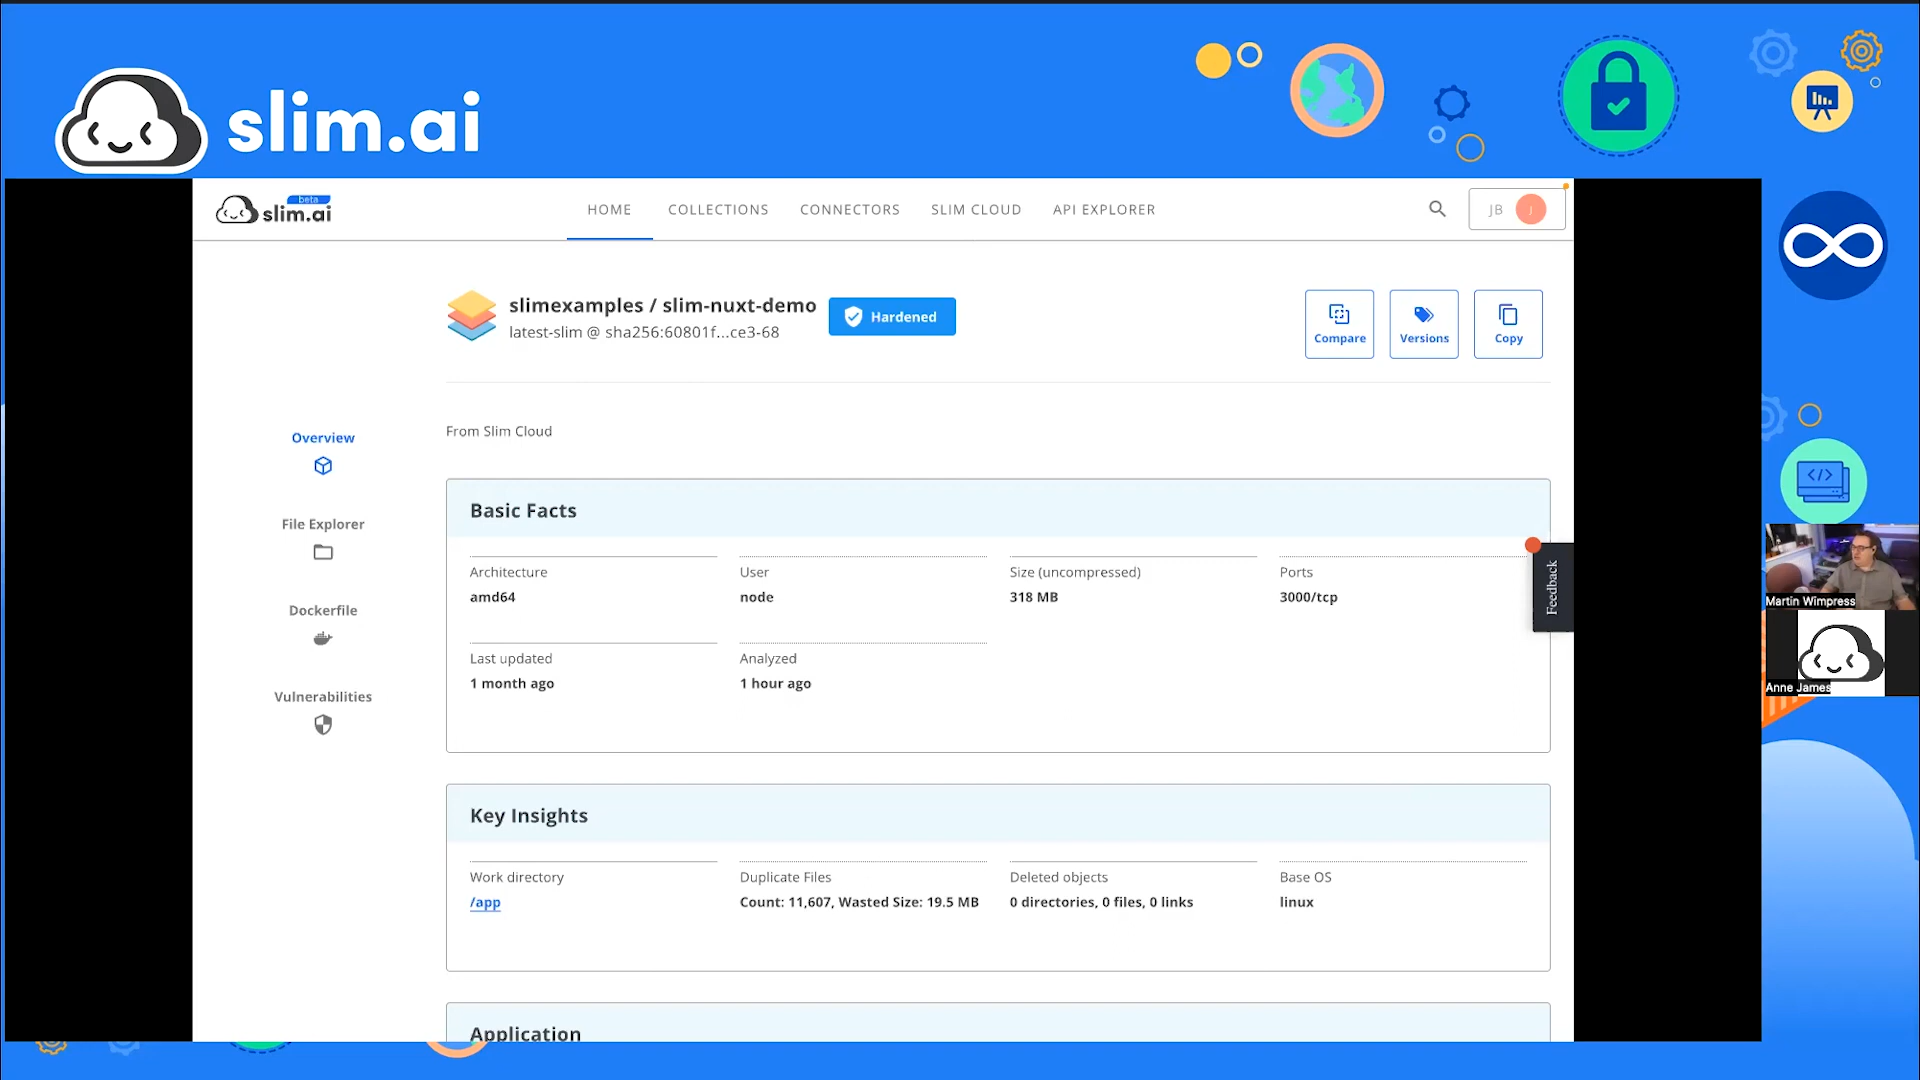 slim.ai
beta
slim.ai
HOME
COLLECTIONS
CONNECTORS
SLIM CLOUD
API EXPLORER
JB
J
slimexamples / slim-nuxt-demo
latest-slim @ sha256:60801f...ce3-68
Hardened
Compare
Versions
Copy
From Slim Cloud
Overview
File Explorer
Dockerfile
Vulnerabilities
Basic Facts
Architecture
amd64
User
node
Size (uncompressed)
318 MB
Ports
3000/tcp
Last updated
1 month ago
Analyzed
1 hour ago
Feedback
Key Insights
Work directory
/app
Duplicate Files
Count: 11,607, Wasted Size: 19.5 MB
Deleted objects
0 directories, 0 files, 0 links
Base OS
linux
Application
</>
Martin Wimpress
Anne James